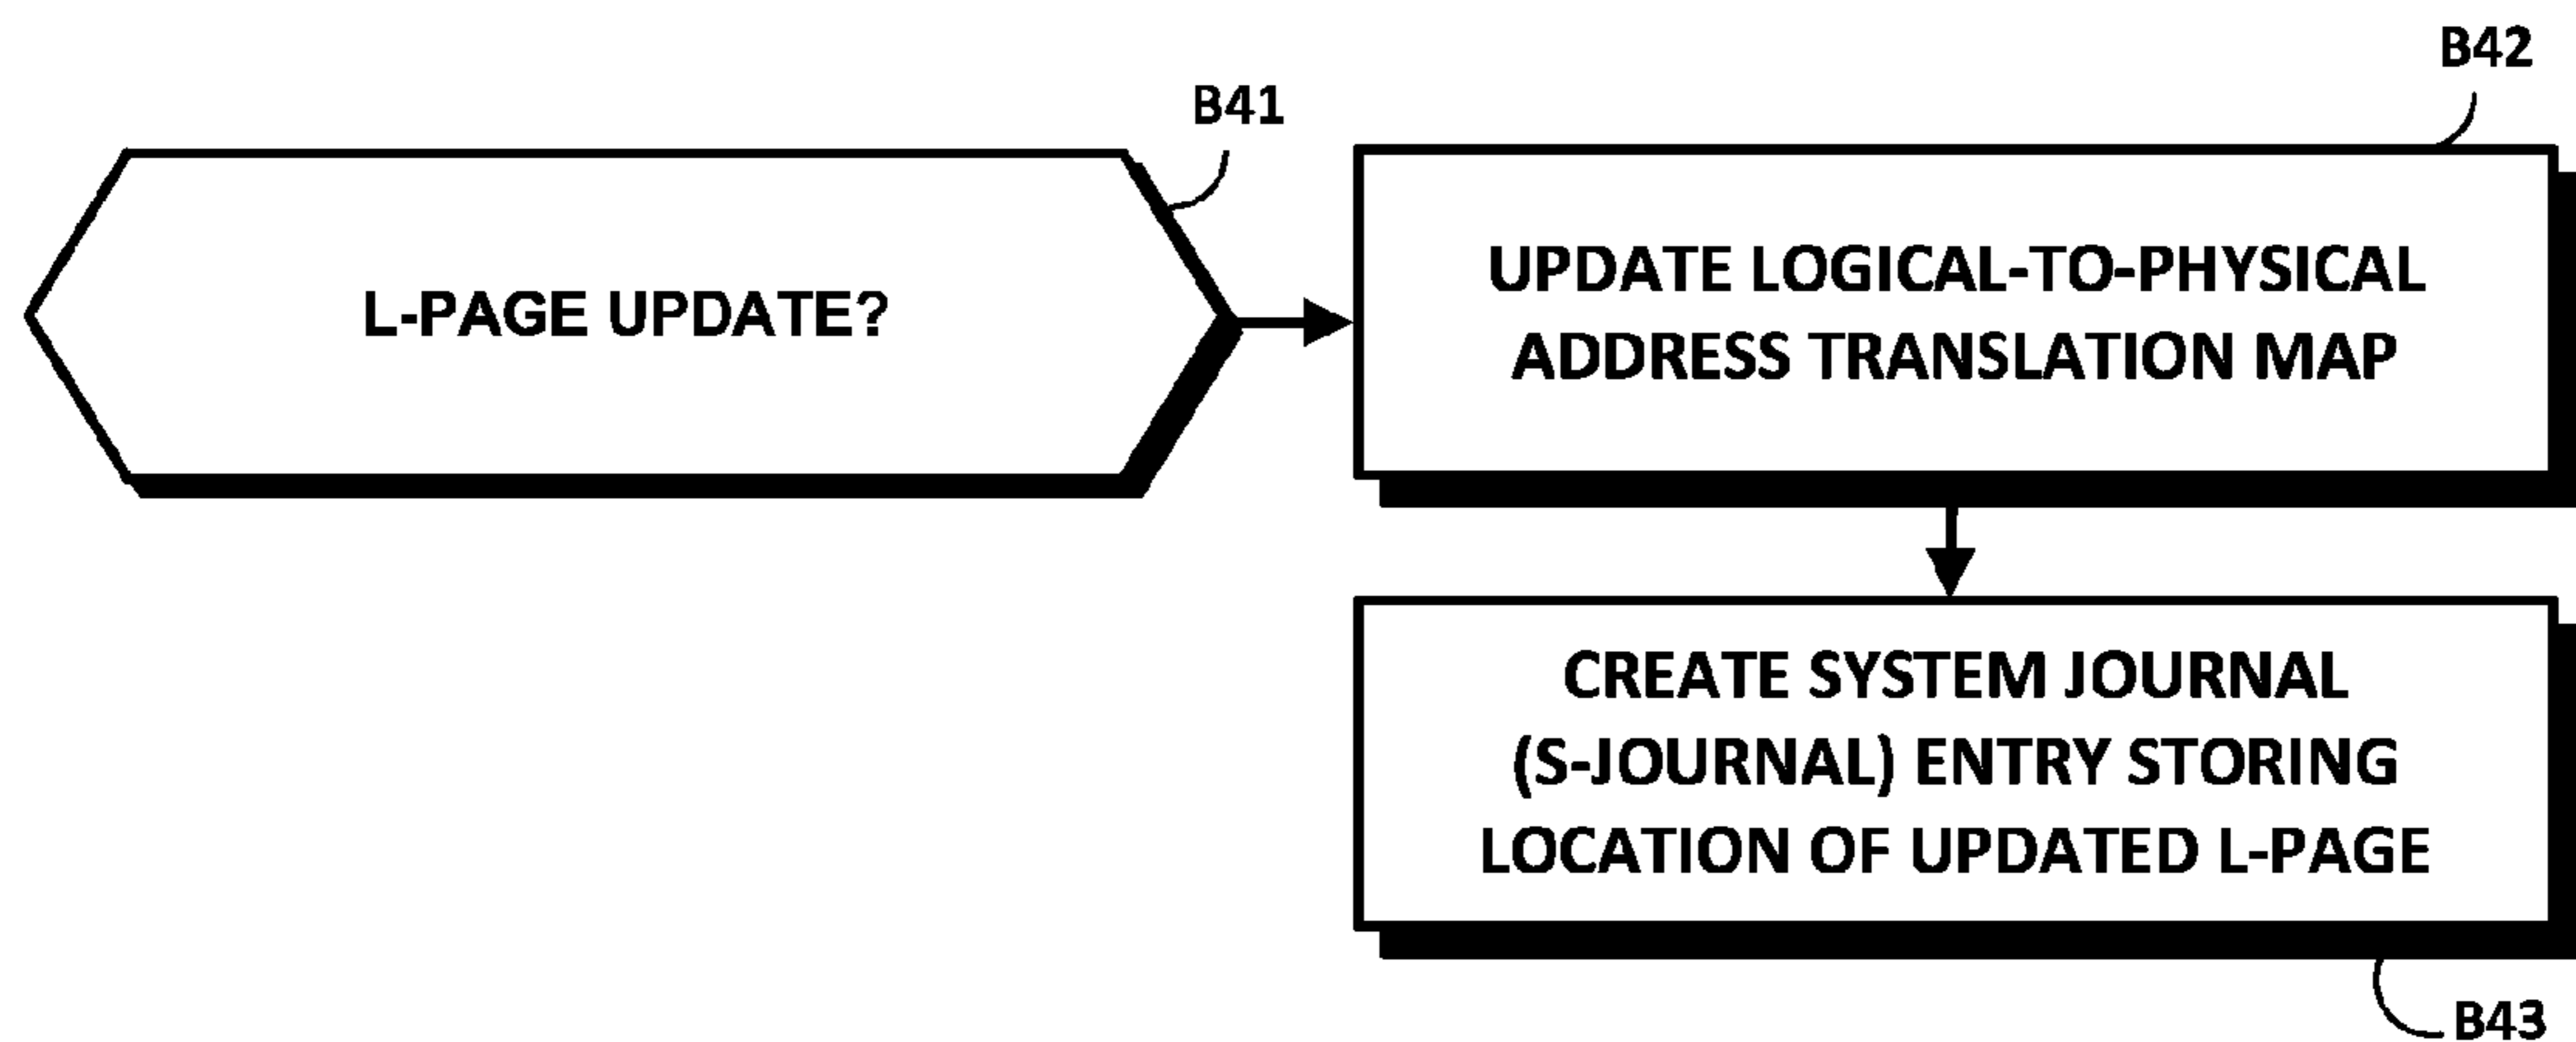 B41
B42
L-PAGE UPDATE?
UPDATE LOGICAL-TO-PHYSICAL
ADDRESS TRANSLATION MAP
CREATE SYSTEM JOURNAL
(S-JOURNAL) ENTRY STORING
LOCATION OF UPDATED L-PAGE
B43